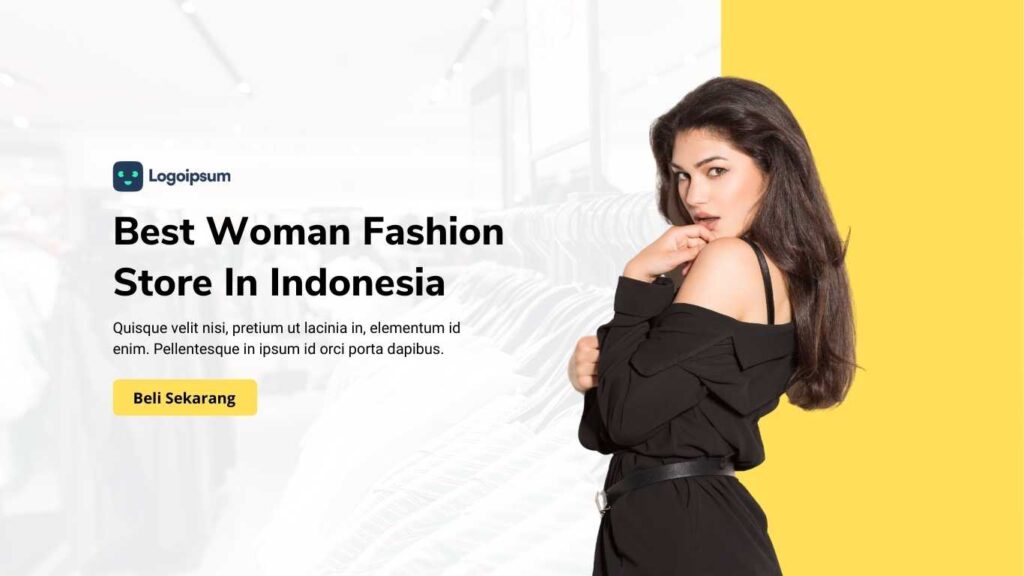 Logoipsum
Best Woman Fashion
Store In Indonesia
Quisque velit nisi, pretium ut lacinia in, elementum id
enim. Pellentesque in ipsum id orci porta dapibus.
Beli Sekarang